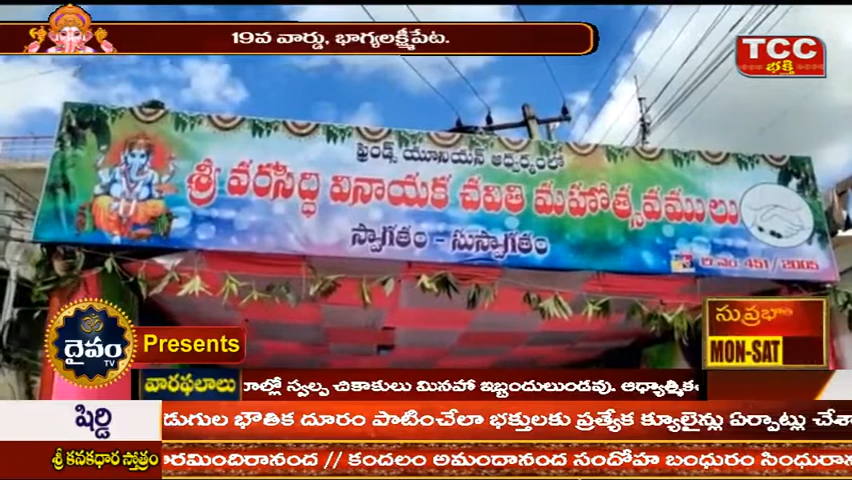 19వ వార్డు, భాగ్యలక్ష్మీపేట.
TCC
భక్తి
ఫ్రెండ్స్ యూనియన్ ఆధ్వర్యంలో
శ్రీ వరసిద్ధి వినాయక చవితి మహోత్సవములు
స్వాగతం - సుస్వాగతం
రి.నెం. 451/2005
దైవం
TV
Presents
సుప్రభా
MON-SAT
వారఫలాలు
గాల్లో స్వల్ప చికాకులు మినహా ఇబ్బందులుండవు. ఆధ్యాత్మిక
షిర్డి
డుగుల భౌతిక దూరం పాటించేలా భక్తులకు ప్రత్యేక క్యూలైన్లు ఏర్పాట్లు చేశా
శ్రీ కనకధార స్తోత్రం
రమిందిరానంద // కందలం అమందానంద సందోహ బంధురం సింధురాన